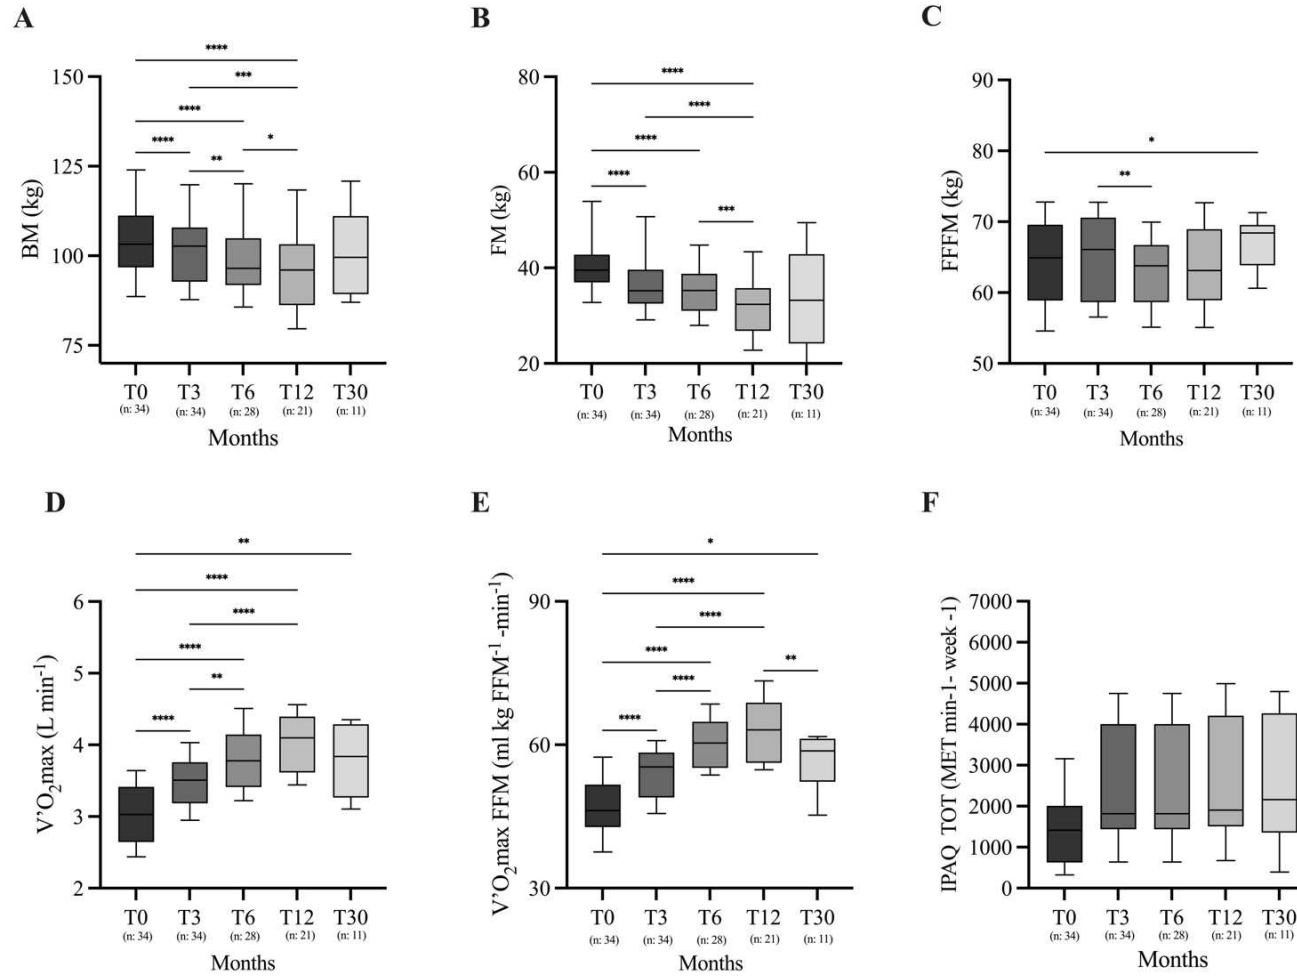 A
****
***
****
*
****
**
150
125
100
75
BM (kg)
T0 T3 T6 T12 T30
(n: 34) (n: 34) (n: 28) (n: 21) (n: 11)
Months
B
****
****
****
****
***
80
60
40
20
FM (kg)
T0 T3 T6 T12 T30
(n: 34) (n: 34) (n: 28) (n: 21) (n: 11)
Months
C
*
**
90
80
70
60
50
FFFM (kg)
T0 T3 T6 T12 T30
(n: 34) (n: 34) (n: 28) (n: 21) (n: 11)
Months
D
**
****
****
****
**
****
6
5
4
3
2
V'O₂max (L min⁻¹)
T0 T3 T6 T12 T30
(n: 34) (n: 34) (n: 28) (n: 21) (n: 11)
Months
E
*
****
****
****
**
****
****
90
60
30
V'O₂max FFM (ml kg FFM⁻¹ -min⁻¹)
T0 T3 T6 T12 T30
(n: 34) (n: 34) (n: 28) (n: 21) (n: 11)
Months
F
7000
6000
5000
4000
3000
2000
1000
0
IPAQ TOT (MET min-1- week -1)
T0 T3 T6 T12 T30
(n: 34) (n: 34) (n: 28) (n: 21) (n: 11)
Months